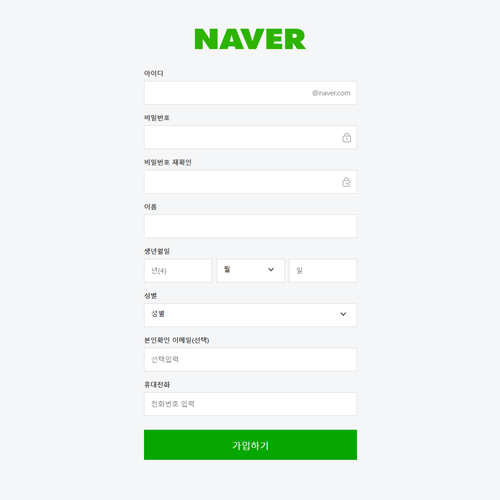 NAVER
아이디
@naver.com
비밀번호
비밀번호 재확인
이름
생년월일
년(4) 월 일
성별
성별
본인확인 이메일(선택)
선택입력
휴대전화
전화번호 입력
가입하기